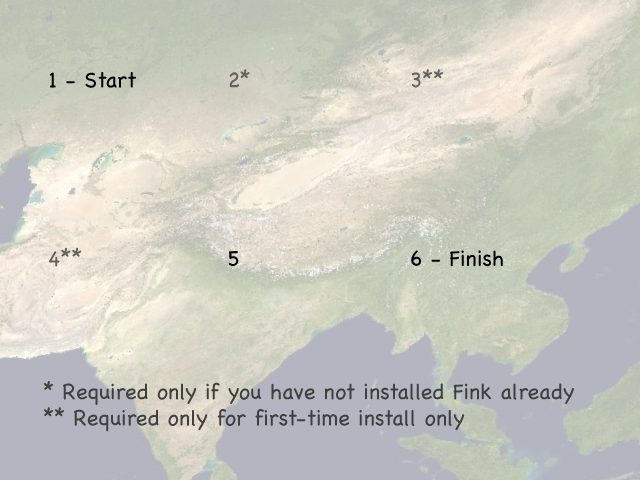 1 – Start 2* 3**
4** 5 6 – Finish
* Required only if you have not installed Fink already
** Required only for first-time install only